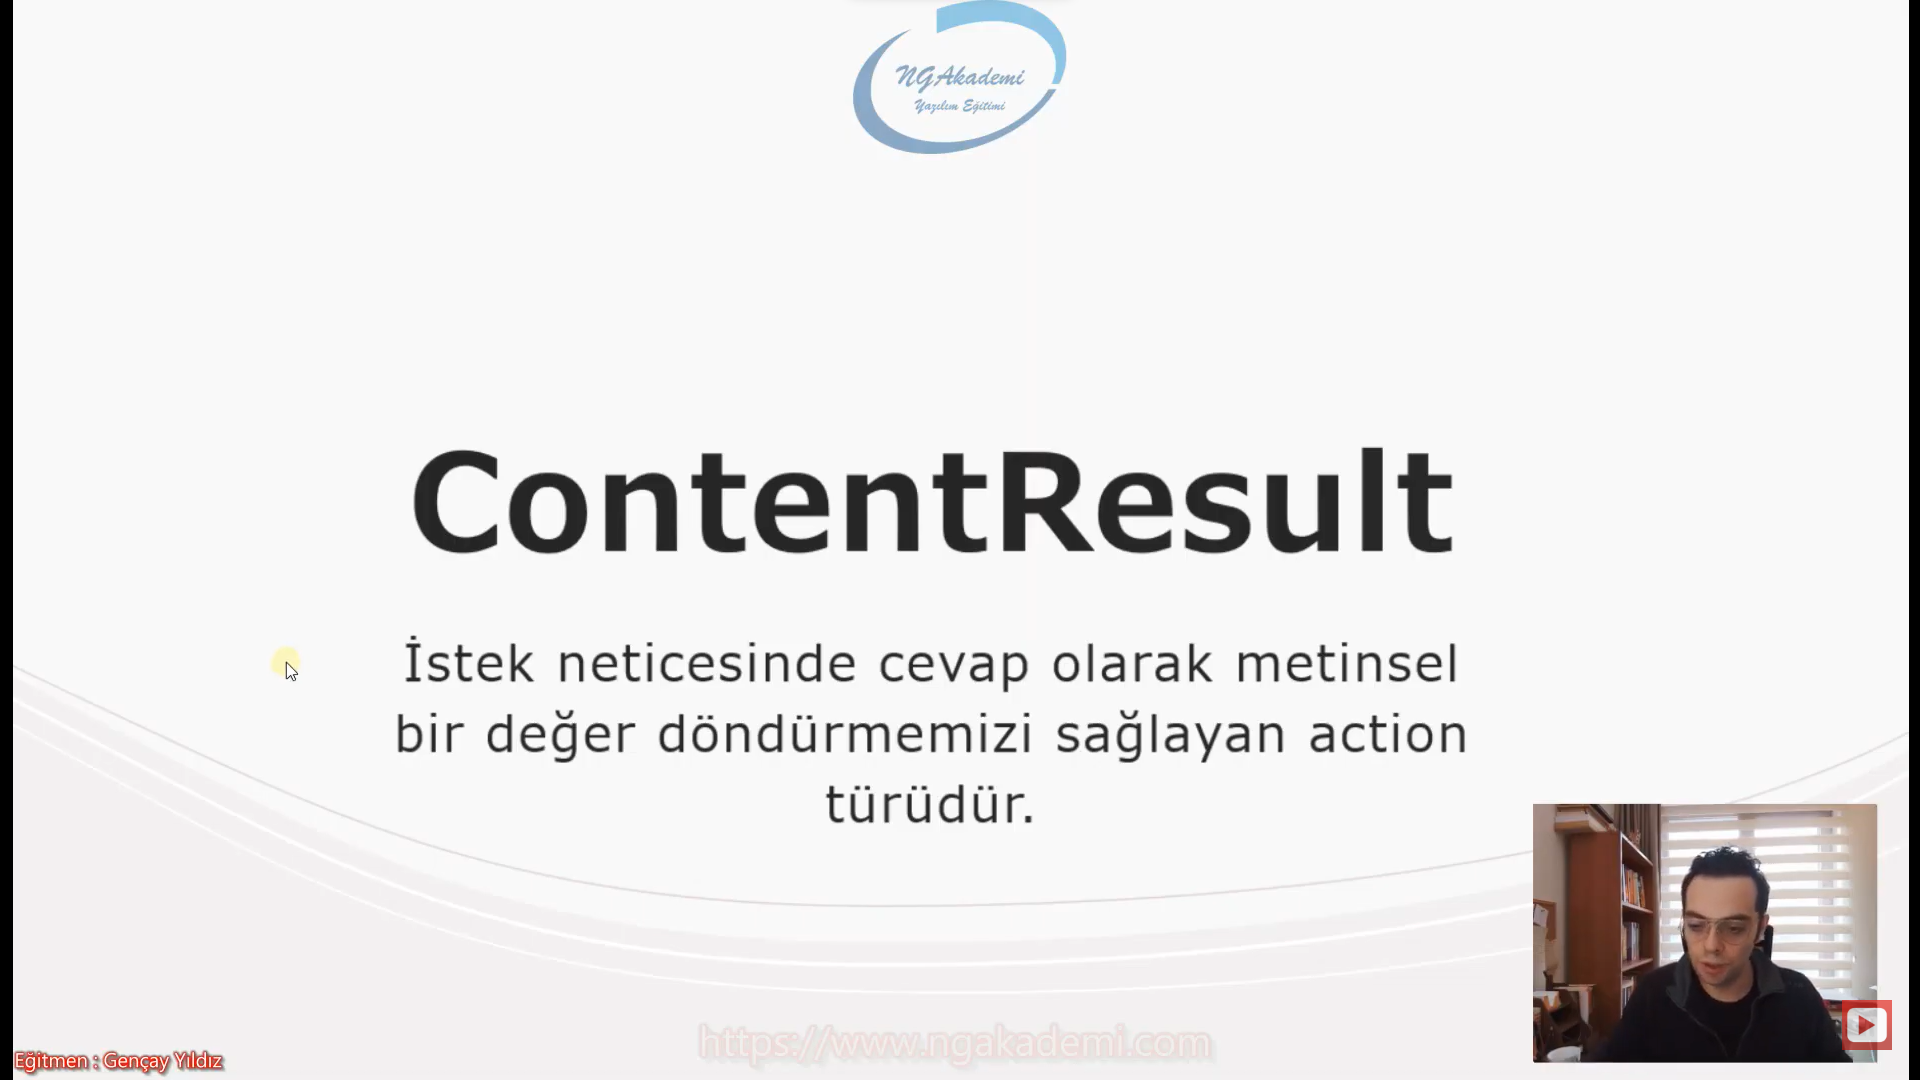 NGAkademi
Yazılım Eğitimi
ContentResult
İstek neticesinde cevap olarak metinsel
bir değer döndürmemizi sağlayan action
türüdür.
https://www.ngakademi.com
Eğitmen : Gençay Yıldız